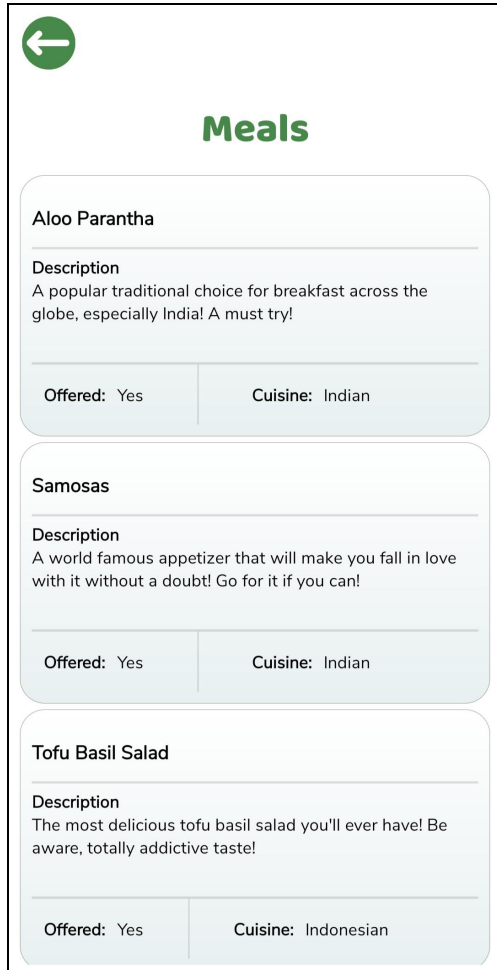 Meals
Aloo Parantha
Description
A popular traditional choice for breakfast across the
globe, especially India! A must try!
Offered: Yes Cuisine: Indian
Samosas
Description
A world famous appetizer that will make you fall in love
with it without a doubt! Go for it if you can!
Offered: Yes Cuisine: Indian
Tofu Basil Salad
Description
The most delicious tofu basil salad you'll ever have! Be
aware, totally addictive taste!
Offered: Yes Cuisine: Indonesian